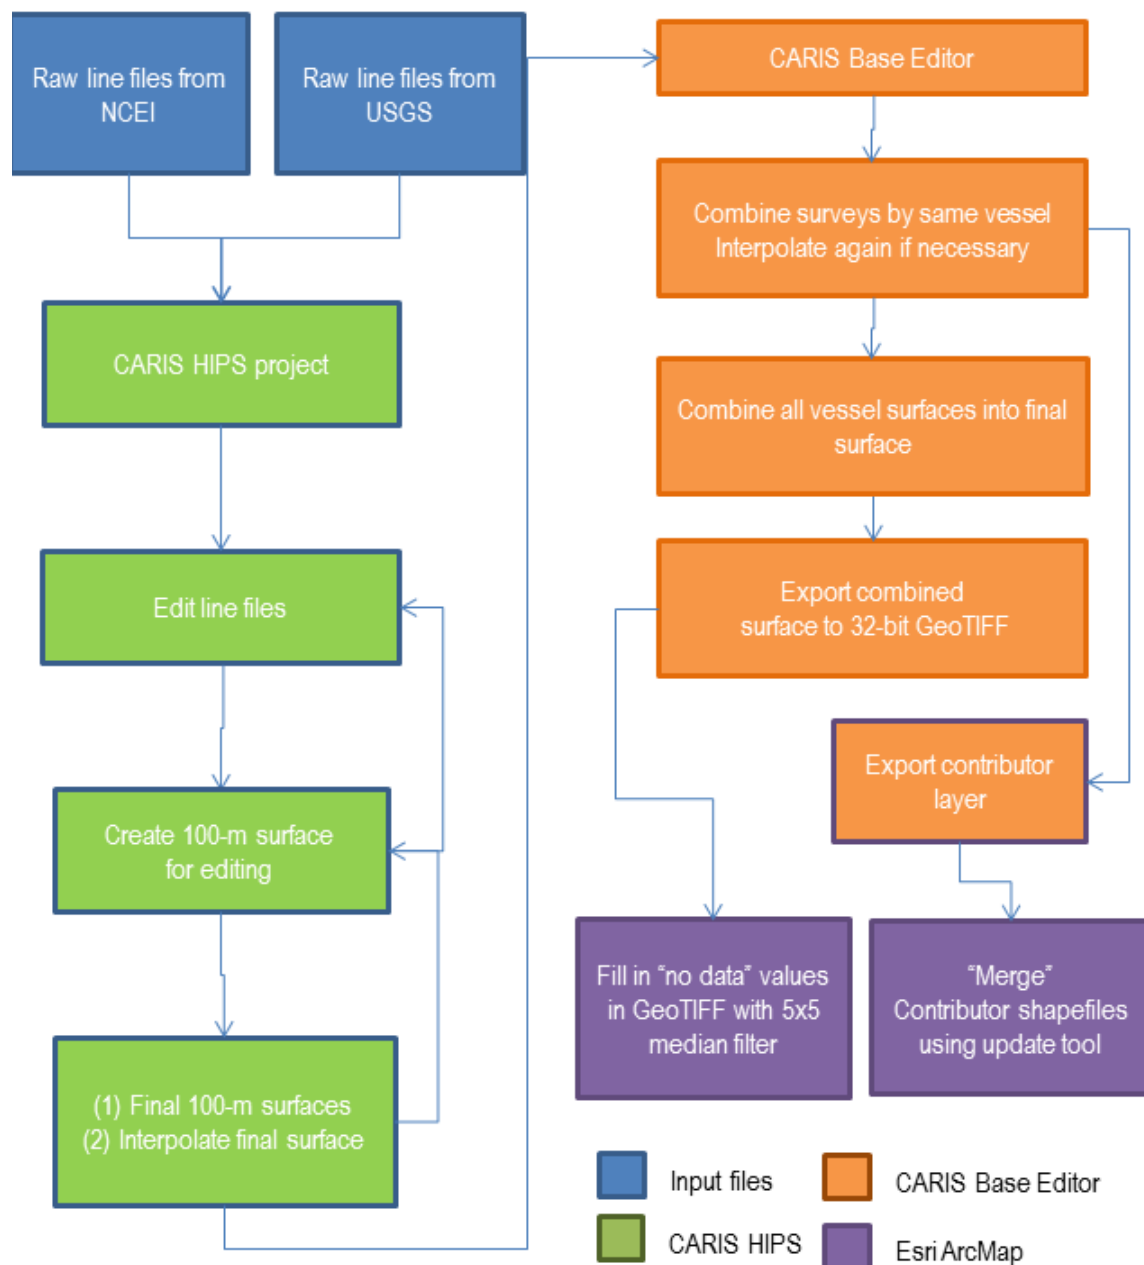 Raw line files from
NCEI
Raw line files from
USGS
CARIS HIPS project
Edit line files
Create 100-m surface
for editing
(1) Final 100-m surfaces
(2) Interpolate final surface
CARIS Base Editor
Combine surveys by same vessel
Interpolate again if necessary
Combine all vessel surfaces into final
surface
Export combined
surface to 32-bit GeoTIFF
Export contributor
layer
Fill in “no data” values
in GeoTIFF with 5x5
median filter
“Merge”
Contributor shapefiles
using update tool
Input files
CARIS Base Editor
CARIS HIPS
Esri ArcMap